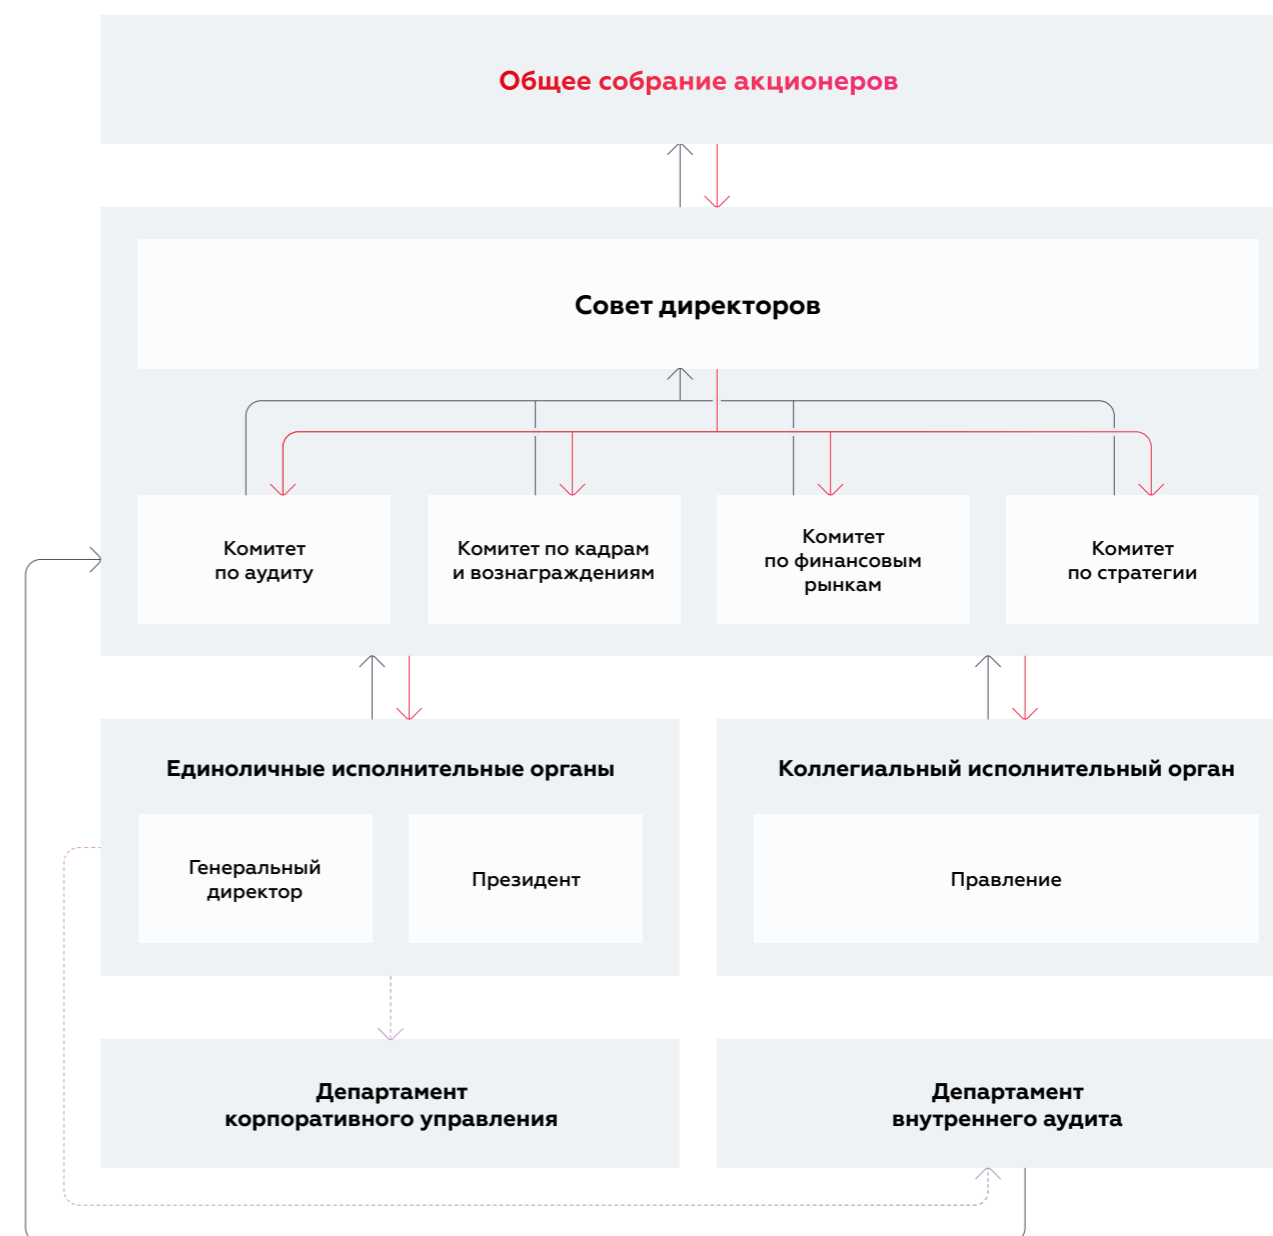 Общее собрание акционеров
Совет директоров
Комитет
по аудиту
Комитет по кадрам
и вознаграждениям
Комитет
по финансовым
рынкам
Комитет
по стратегии
Единоличные исполнительные органы
Генеральный
директор
Президент
Коллегиальный исполнительный орган
Правление
Департамент
корпоративного управления
Департамент
внутреннего аудита